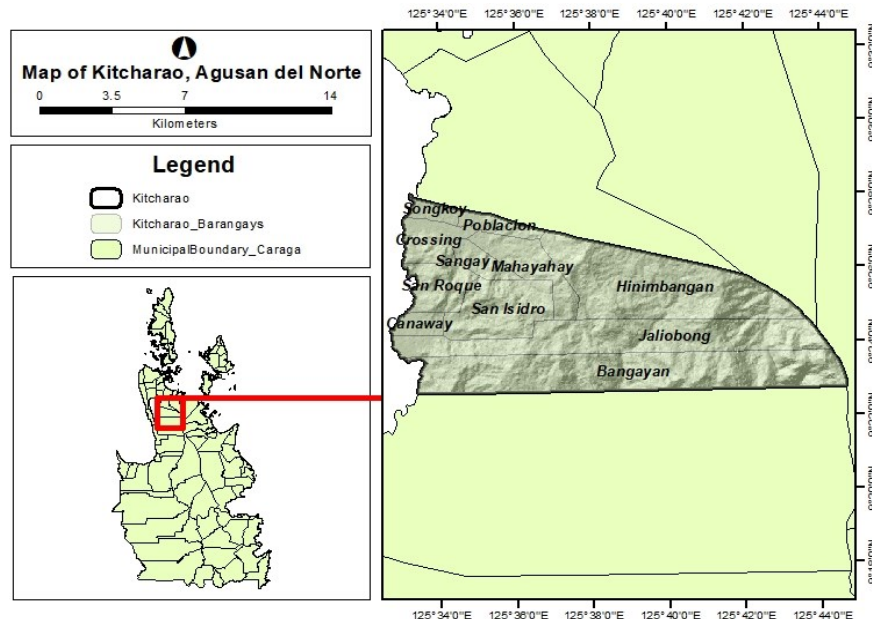 Map of Kitcharao, Agusan del Norte
0 3.5 7 14
Kilometers
Legend
Kitcharao
Kitcharao_Barangays
MunicipalBoundary_Caraga
125°34'0"E 125°36'0"E 125°38'0"E 125°40'0"E 125°42'0"E 125°44'0"E
Songkoy
Poblacion
Crossing
Sangay
Mahayahay
San Roque
Hinimbangan
San Isidro
Canaway
Jaliobong
Bangayan
125°34'0"E 125°36'0"E 125°38'0"E 125°40'0"E 125°42'0"E 125°44'0"E